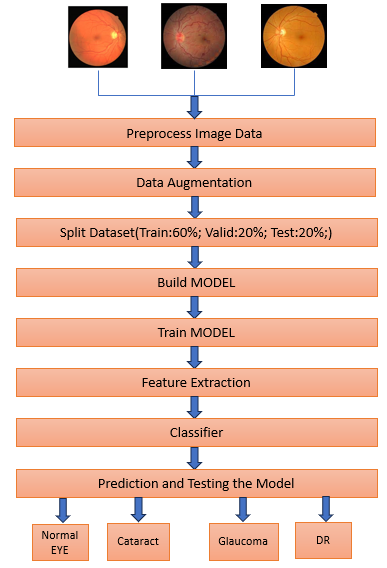 Preprocess Image Data
Data Augmentation
Split Dataset(Train:60%; Valid:20%; Test:20%;)
Build MODEL
Train MODEL
Feature Extraction
Classifier
Prediction and Testing the Model
Normal
EYE
Cataract
Glaucoma
DR